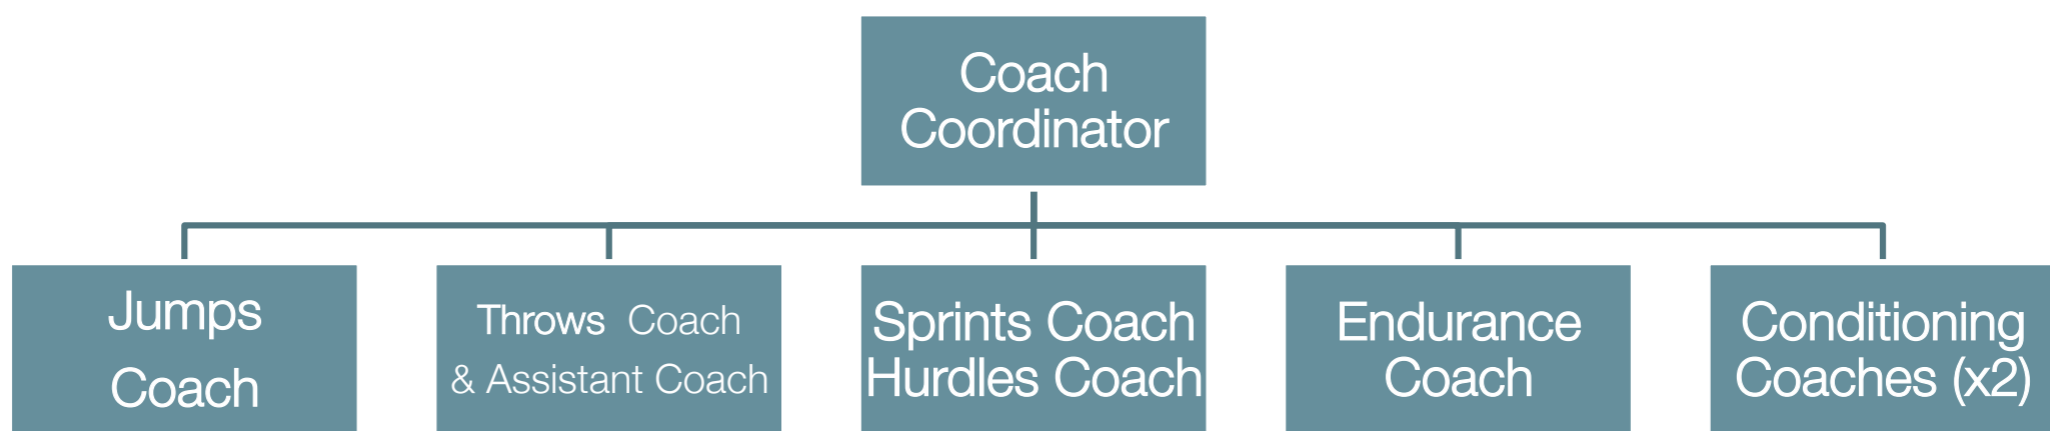 Coach
Coordinator
Jumps
Coach
Throws Coach
& Assistant Coach
Sprints Coach
Hurdles Coach
Endurance
Coach
Conditioning
Coaches (x2)